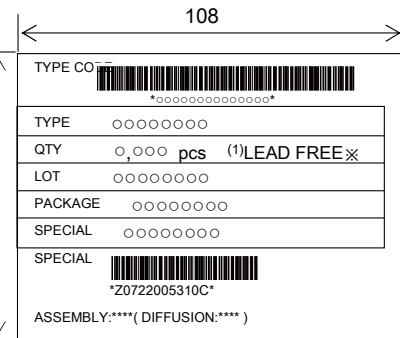 108
TYPE CODE
*○○○○○○○○○○○○○○*
TYPE ○○○○○○○○
QTY ○,○○○ pcs (1)LEAD FREE※
LOT ○○○○○○○○
PACKAGE ○○○○○○○○
SPECIAL ○○○○○○○○
SPECIAL
*Z0722005310C*
ASSEMBLY:****( DIFFUSION:**** )